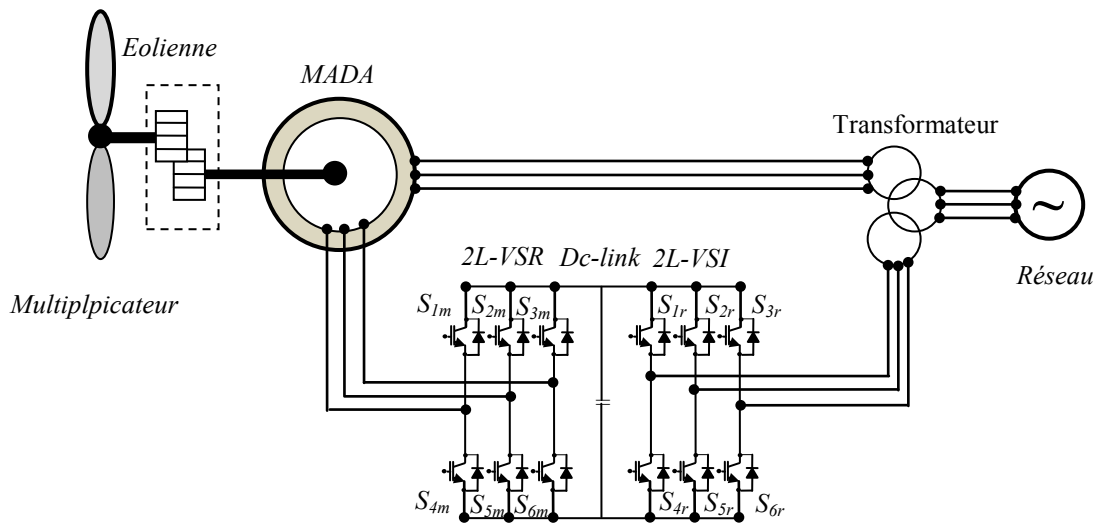 Eolienne
MADA
Transformateur
~
Réseau
Multiplpicateur
2L-VSR Dc-link 2L-VSI
S1m S2m S3m S1r S2r S3r
S4m S5m S6m S4r S5r S6r